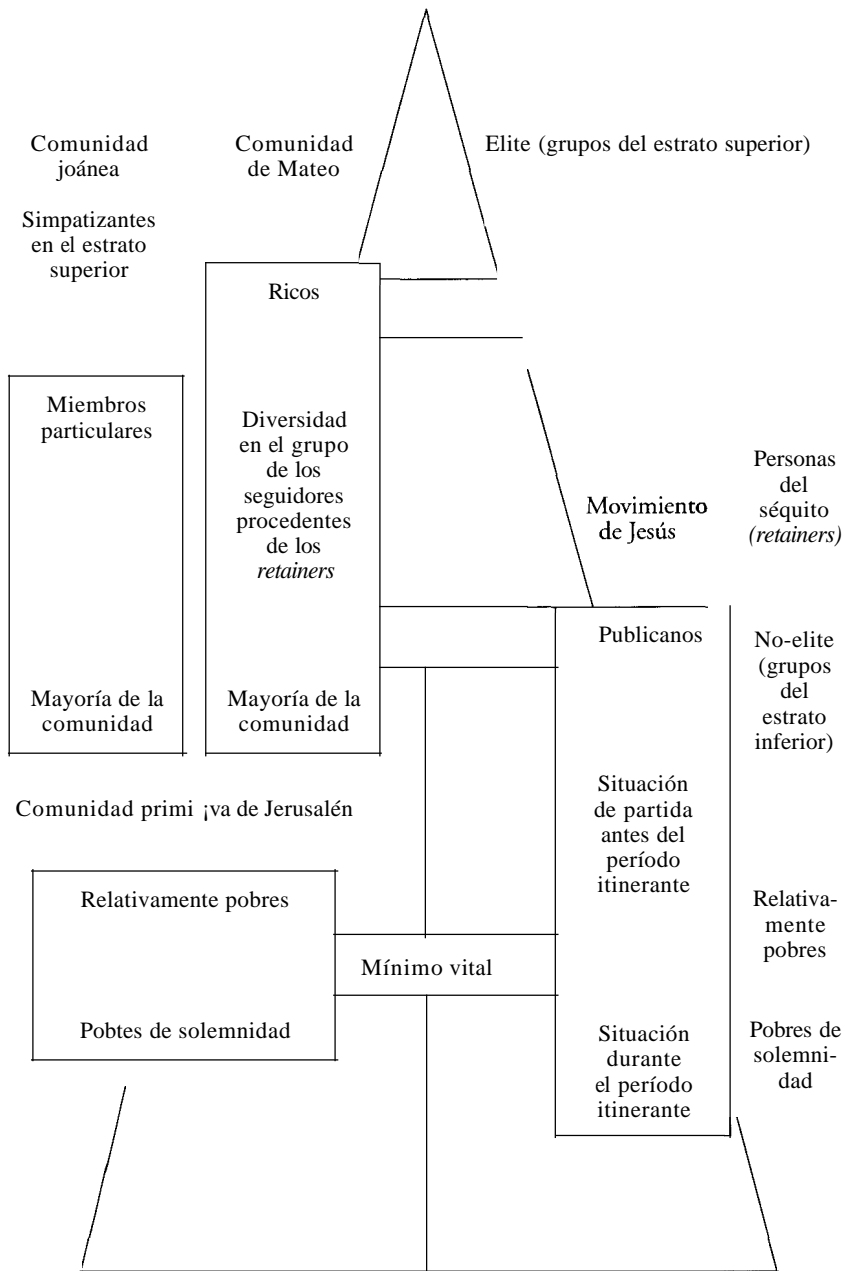 Comunidad
joánea
Simpatizantes
en el estrato
superior
Comunidad
de Mateo
Elite (grupos del estrato superior)
Ricos
Miembros
particulares
Diversidad
en el grupo
de los
seguidores
procedentes
de los
retainers
Movimiento
de Jesús
Personas
del
séquito
(retainers)
Publicanos
No-elite
(grupos
del
estrato
inferior)
Mayoría de la
comunidad
Mayoría de la
comunidad
Comunidad primi ¡va de Jerusalén
Situación
de partida
antes del
período
itinerante
Relativamente pobres
Relativa-
mente
pobres
Mínimo vital
Pobtes de solemnidad
Situación
durante
el período
itinerante
Pobres de
solemni-
dad